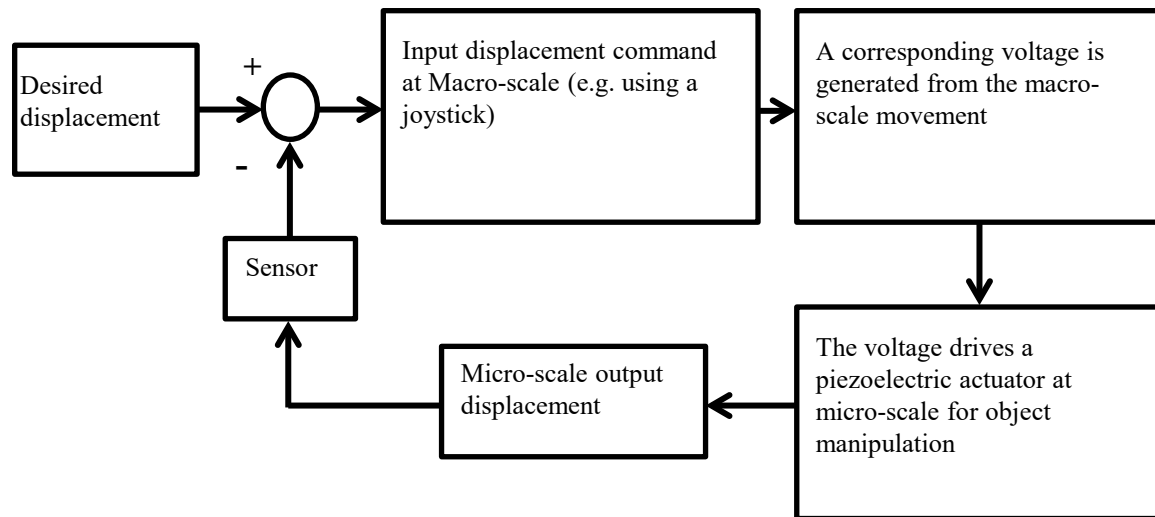 Desired
displacement
+
-
Input displacement command
at Macro-scale (e.g. using a
joystick)
A corresponding voltage is
generated from the macro-
scale movement
The voltage drives a
piezoelectric actuator at
micro-scale for object
manipulation
Micro-scale output
displacement
Sensor